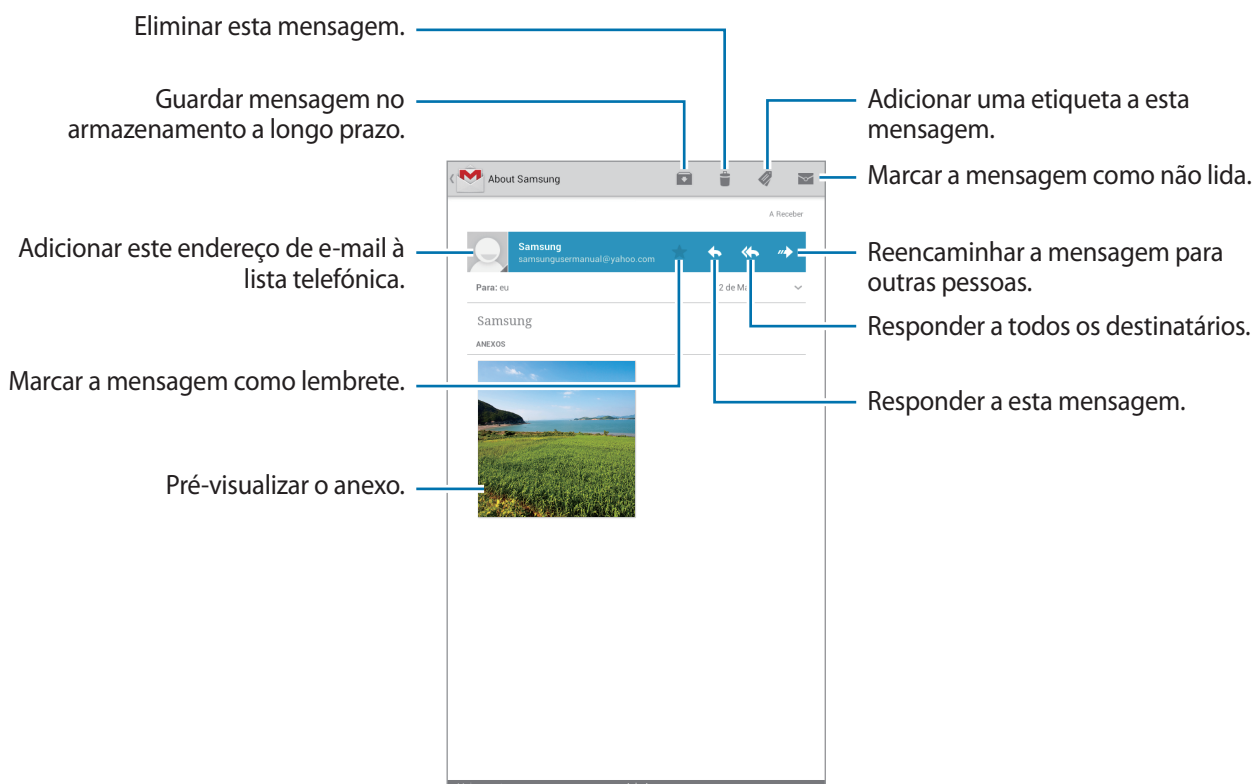 Eliminar esta mensagem.
Guardar mensagem no
armazenamento a longo prazo.
Adicionar uma etiqueta a esta
mensagem.
Marcar a mensagem como não lida.
About Samsung
A Receber
Adicionar este endereço de e-mail à
lista telefónica.
Samsung
samsungusermanual@yahoo.com
Reencaminhar a mensagem para
outras pessoas.
Para: eu
2 de
Samsung
Responder a todos os destinatários.
ANEXOS
Marcar a mensagem como lembrete.
Responder a esta mensagem.
Pré-visualizar o anexo.